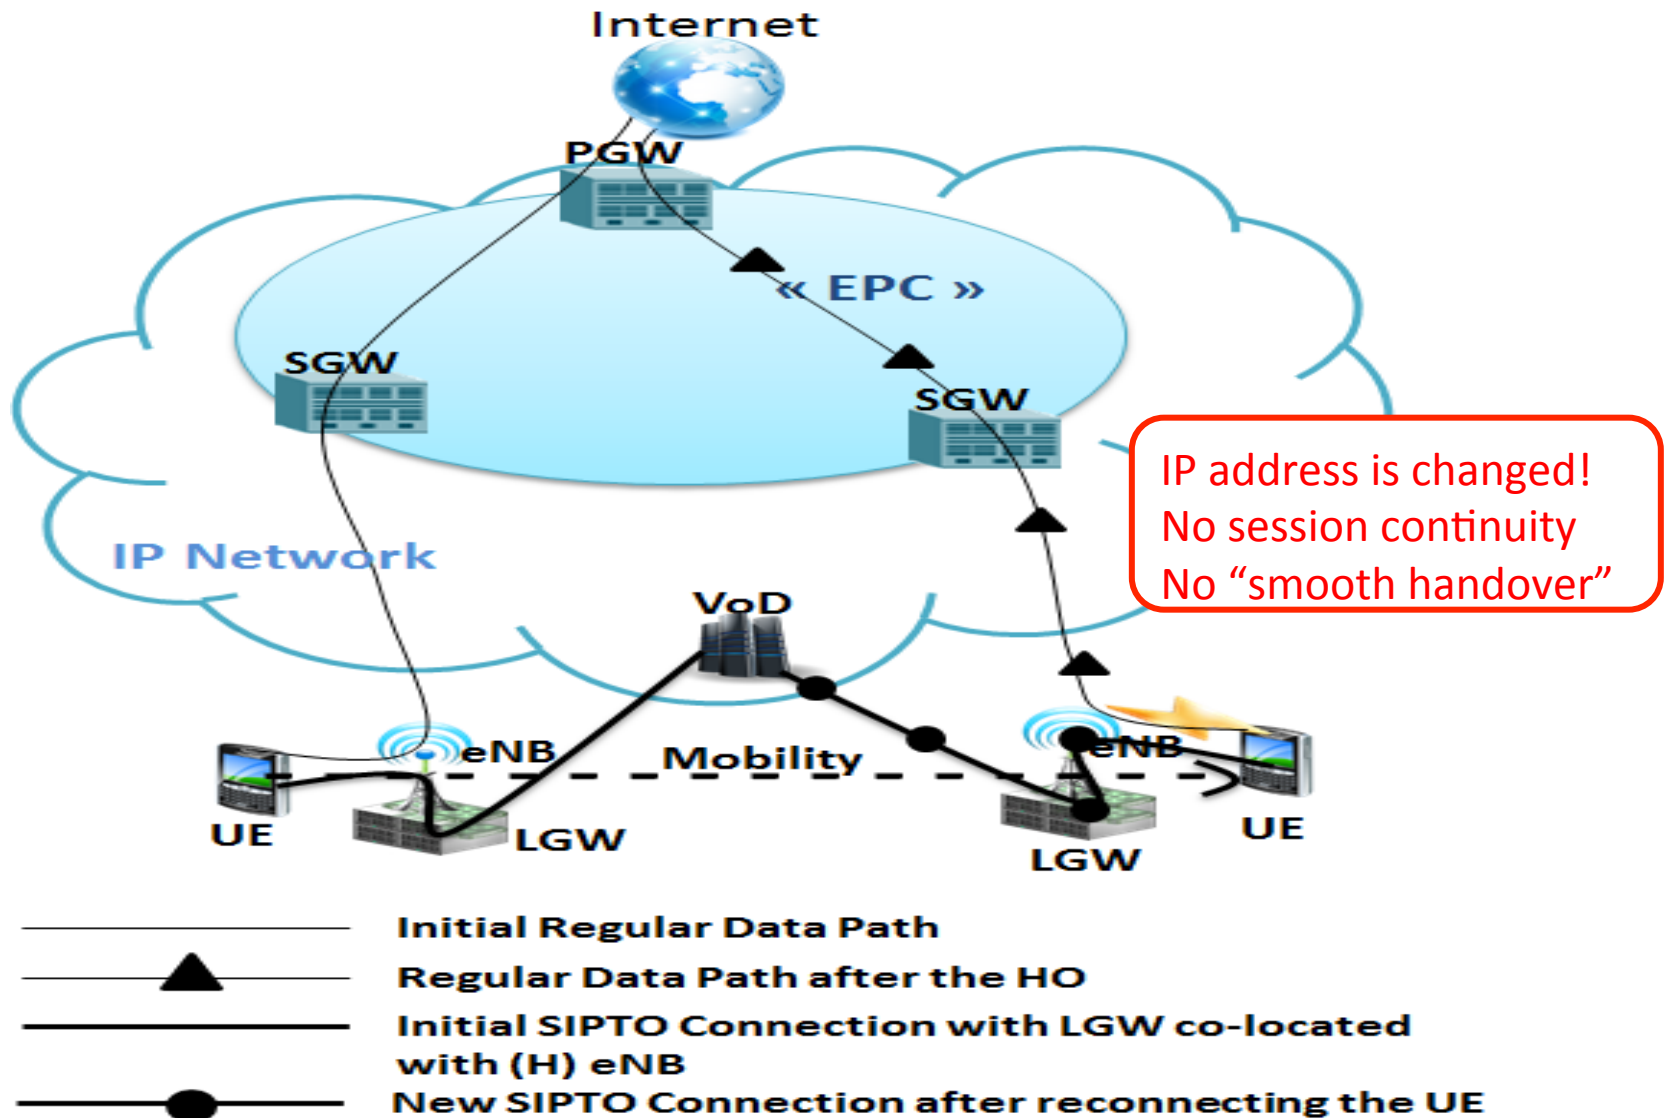 Internet
PGW
« EPC »
SGW
SGW
IP address is changed!
No session continuity
No “smooth handover”
IP Network
VoD
eNB
Mobility
eNB
UE
LGW
LGW
UE
Initial Regular Data Path
Regular Data Path after the HO
Initial SIPTO Connection with LGW co-located
with (H) eNB
New SIPTO Connection after reconnecting the UE